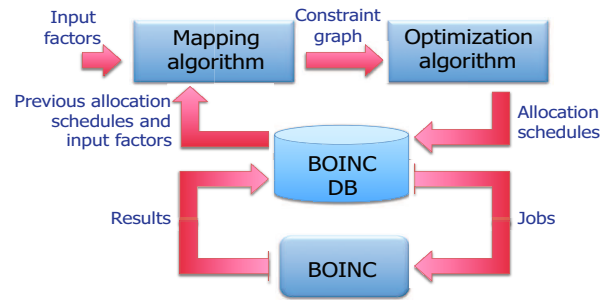 Input
factors
Mapping
algorithm
Constraint
graph
Optimization
algorithm
Previous allocation
schedules and
input factors
Allocation
schedules
BOINC
DB
Results
Jobs
BOINC